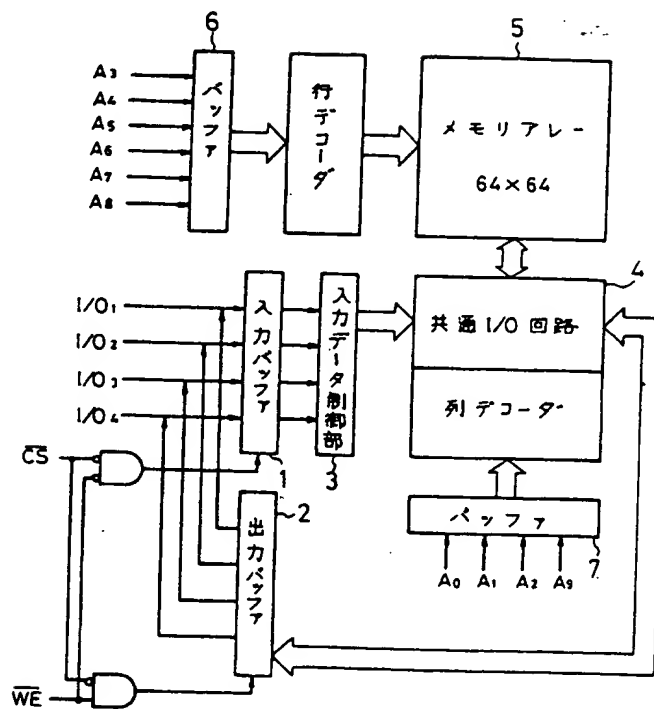 6
A3
A4
A5
A6
A7
A8
バッファ
行デコーダ
5
メモリアレー
64×64
I/O1
I/O2
I/O3
I/O4
入力バッファ
1
入力データ制御部
3
4
共通I/O回路
列デコーダー
バッファ
7
A0 A1 A2 A9
CS
2
出力バッファ
WE